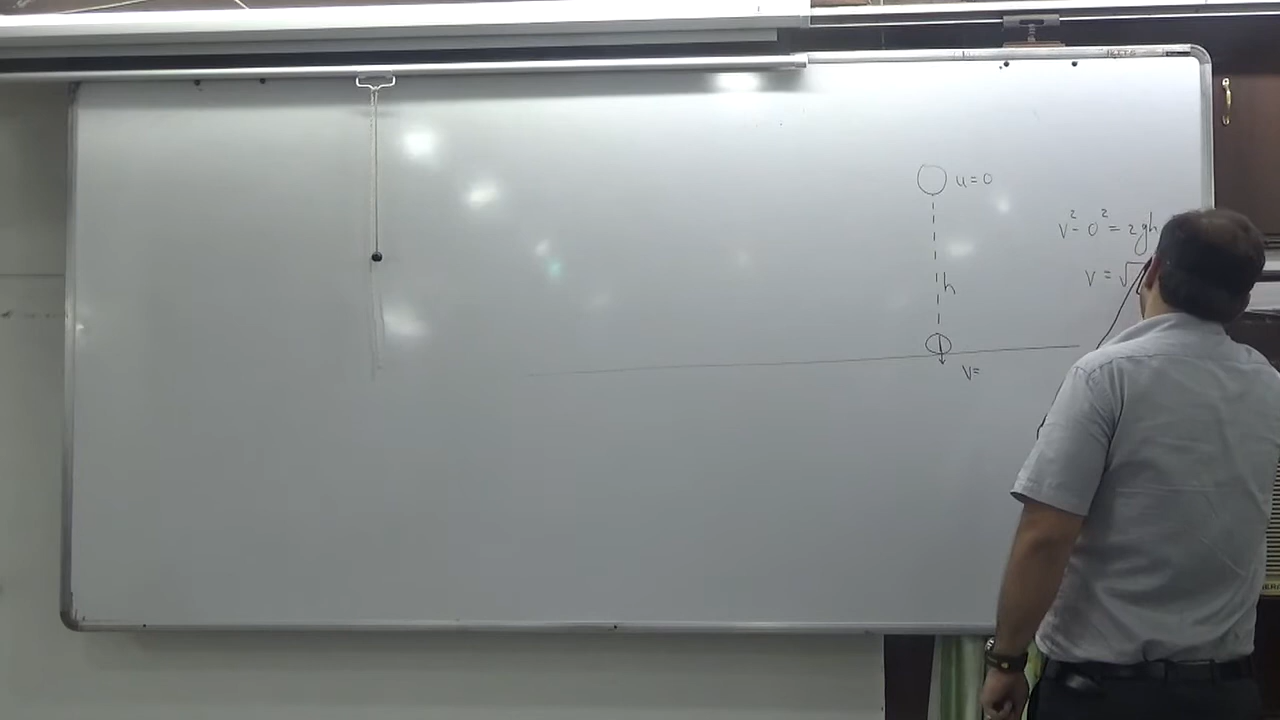 u=0
v²-0²=2gh
h
v=√
v=